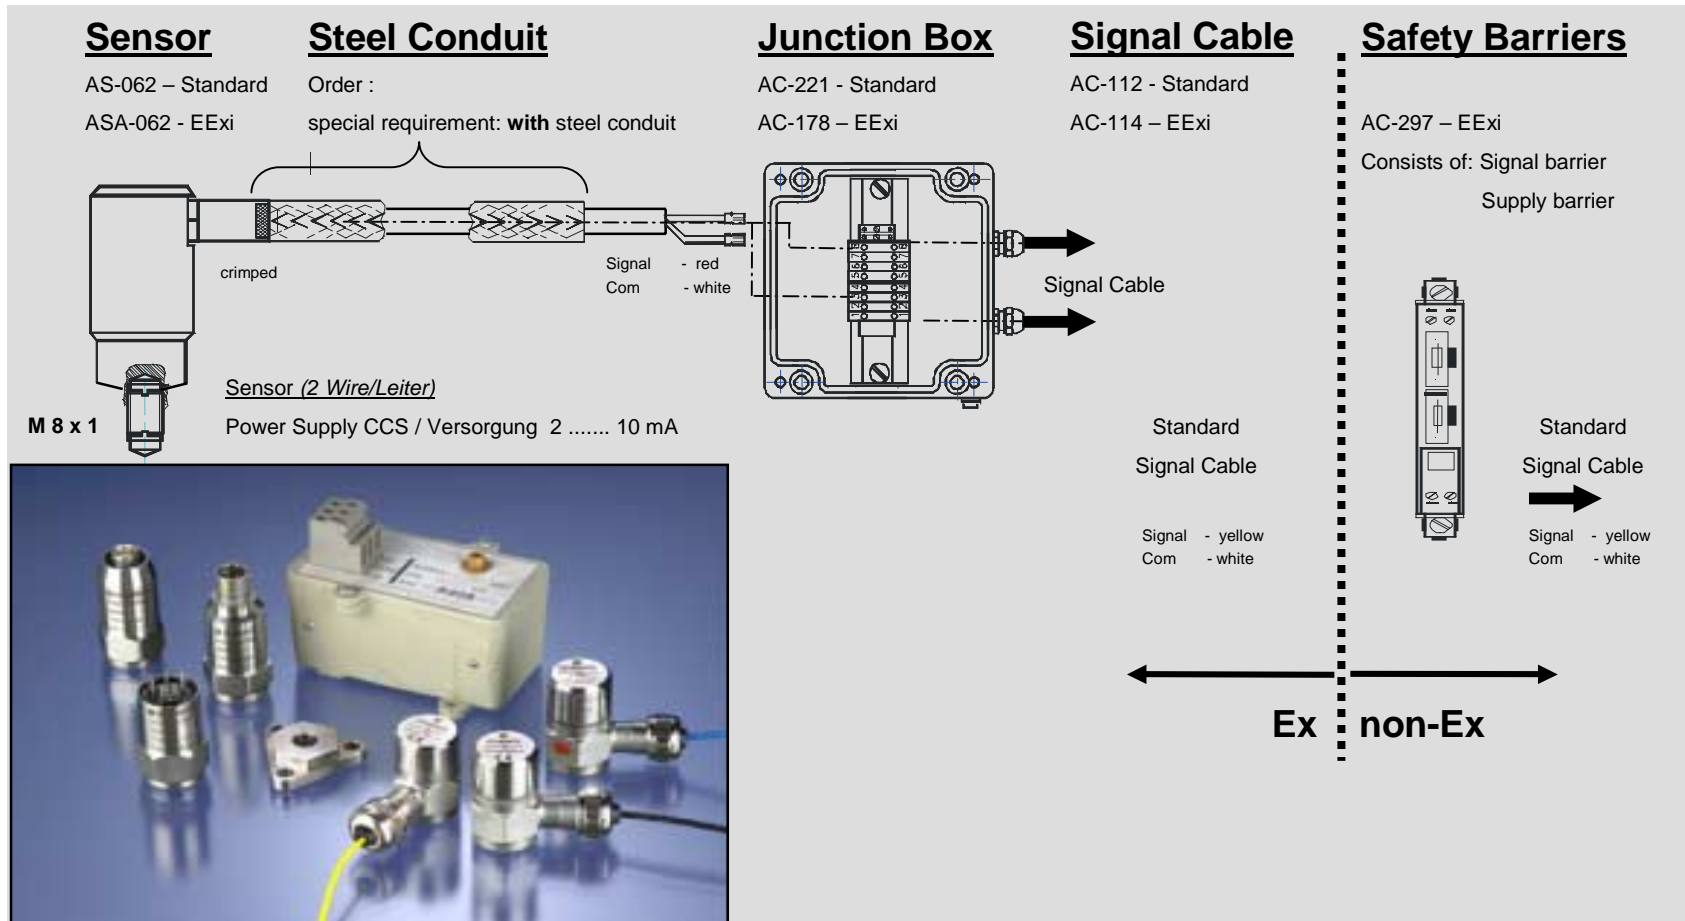 Sensor
AS-062 – Standard
ASA-062 - EExi
Steel Conduit
Order :
special requirement: with steel conduit
Junction Box
AC-221 - Standard
AC-178 – EExi
Signal Cable
AC-112 - Standard
AC-114 – EExi
Safety Barriers
AC-297 – EExi
Consists of: Signal barrier
Supply barrier
crimped
Signal - red
Com - white
Signal Cable
Sensor (2 Wire/Leiter)
M 8 x 1
Power Supply CCS / Versorgung 2 ....... 10 mA
Standard
Signal Cable
Signal - yellow
Com - white
Standard
Signal Cable
Signal - yellow
Com - white
Ex
non-Ex